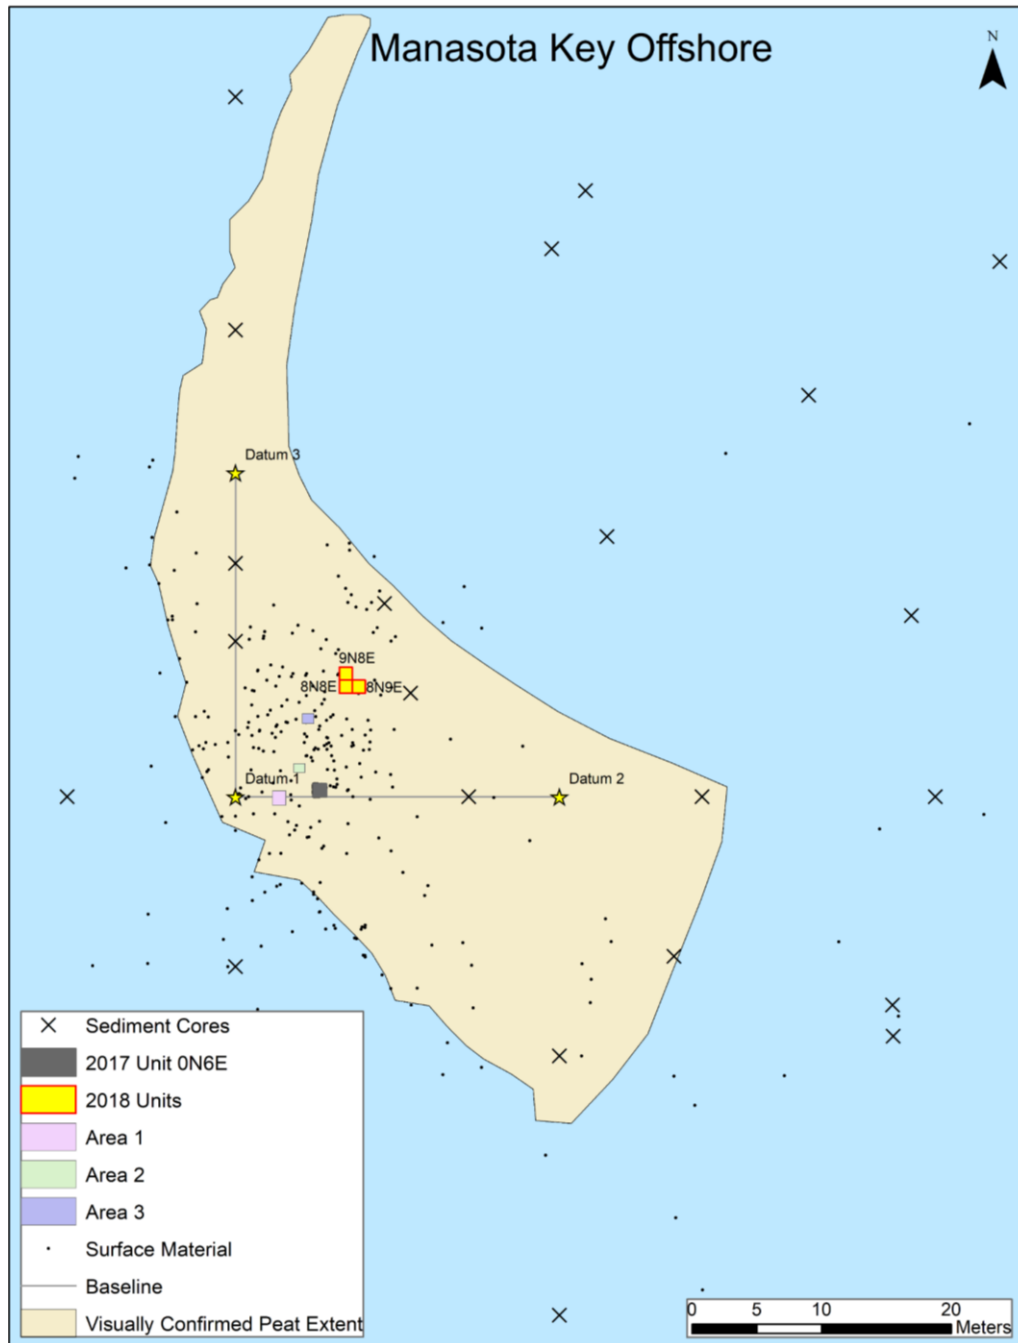 Manasota Key Offshore
N
Datum 3
9N8E
8N8E
8N9E
Datum 1
Datum 2
Sediment Cores
2017 Unit 0N6E
2018 Units
Area 1
Area 2
Area 3
Surface Material
Baseline
Visually Confirmed Peat Extent
0 5 10 20
Meters